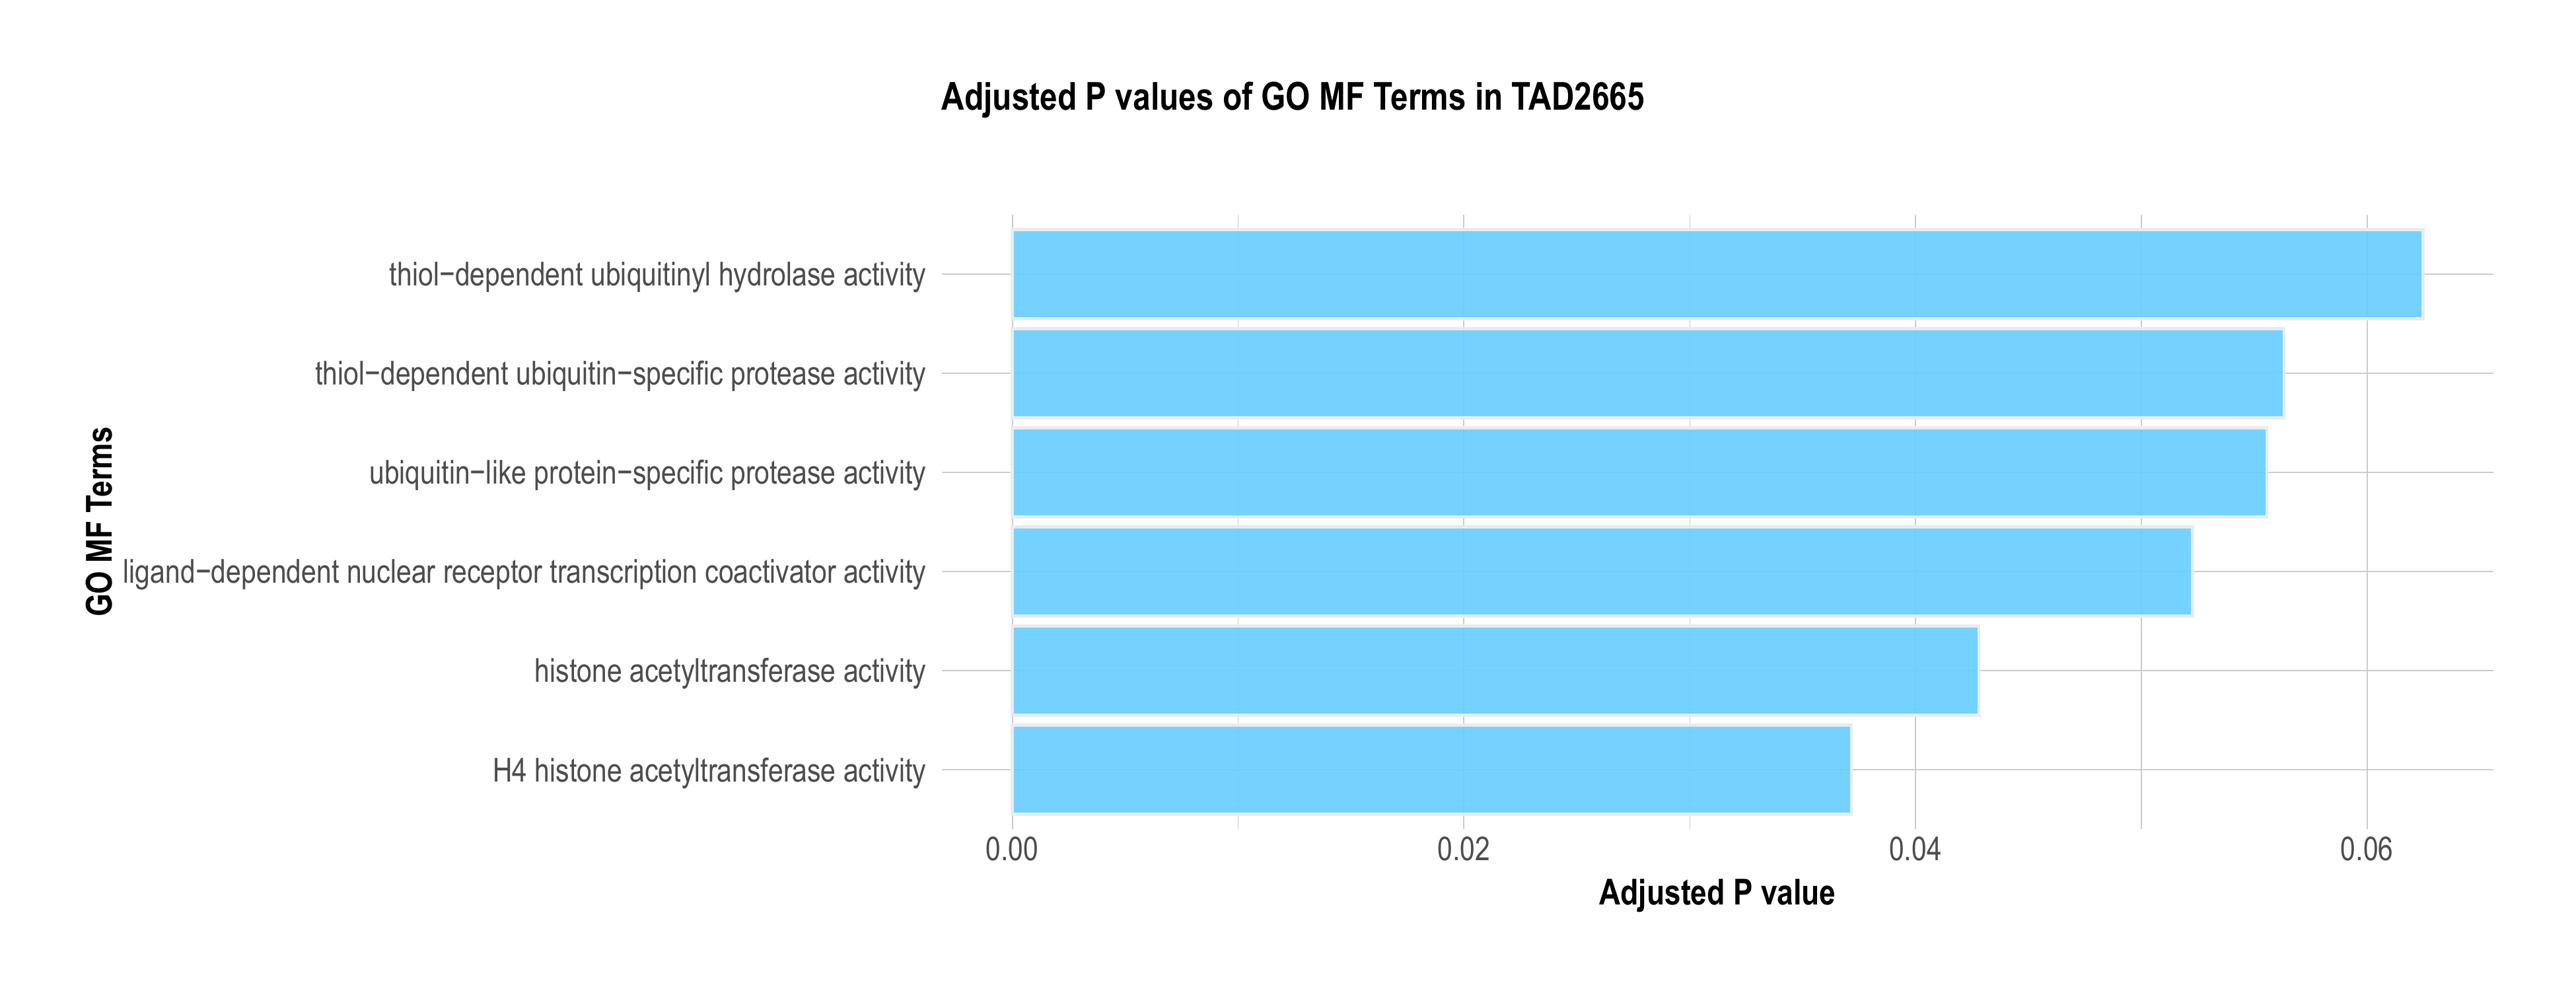 Adjusted P values of GO MF Terms in TAD2665
GO MF Terms
thiol−dependent ubiquitinyl hydrolase activity
thiol−dependent ubiquitin−specific protease activity
ubiquitin−like protein−specific protease activity
ligand−dependent nuclear receptor transcription coactivator activity
histone acetyltransferase activity
H4 histone acetyltransferase activity
0.00 0.02 0.04 0.06
Adjusted P value